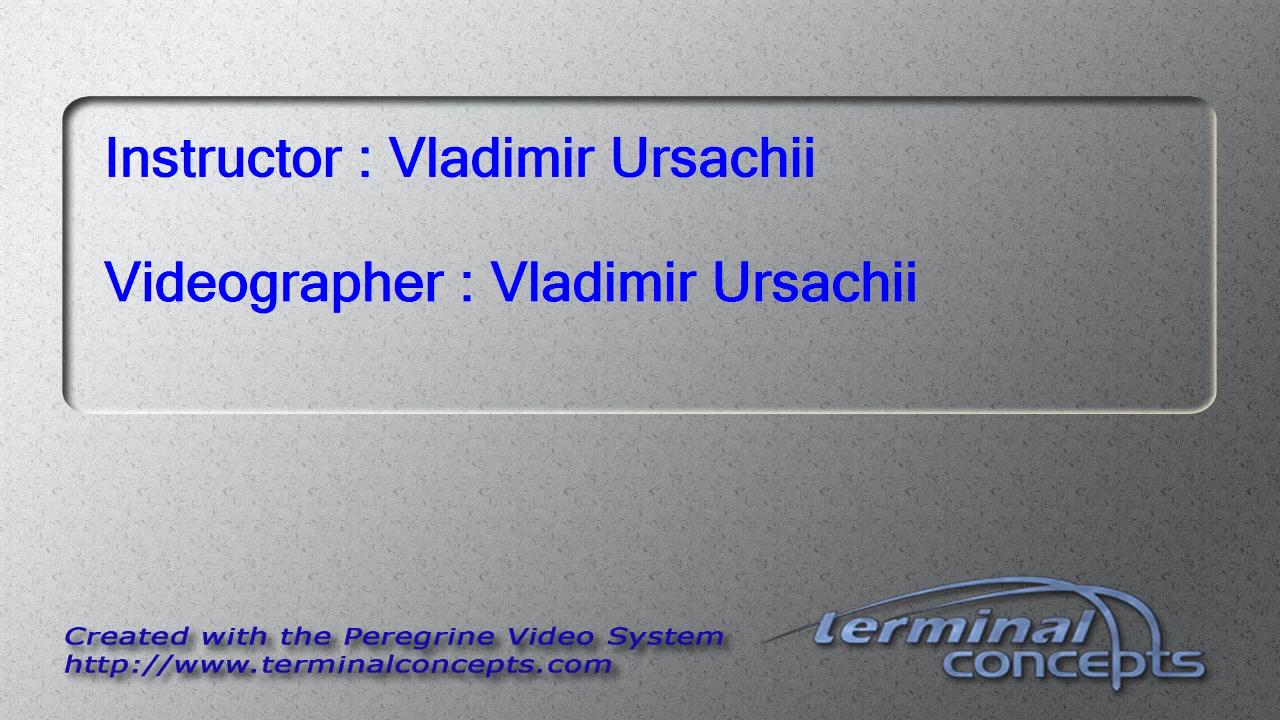 Instructor : Vladimir Ursachii
Videographer : Vladimir Ursachii
Created with the Peregrine Video System
http://www.terminalconcepts.com
terminal
concepts